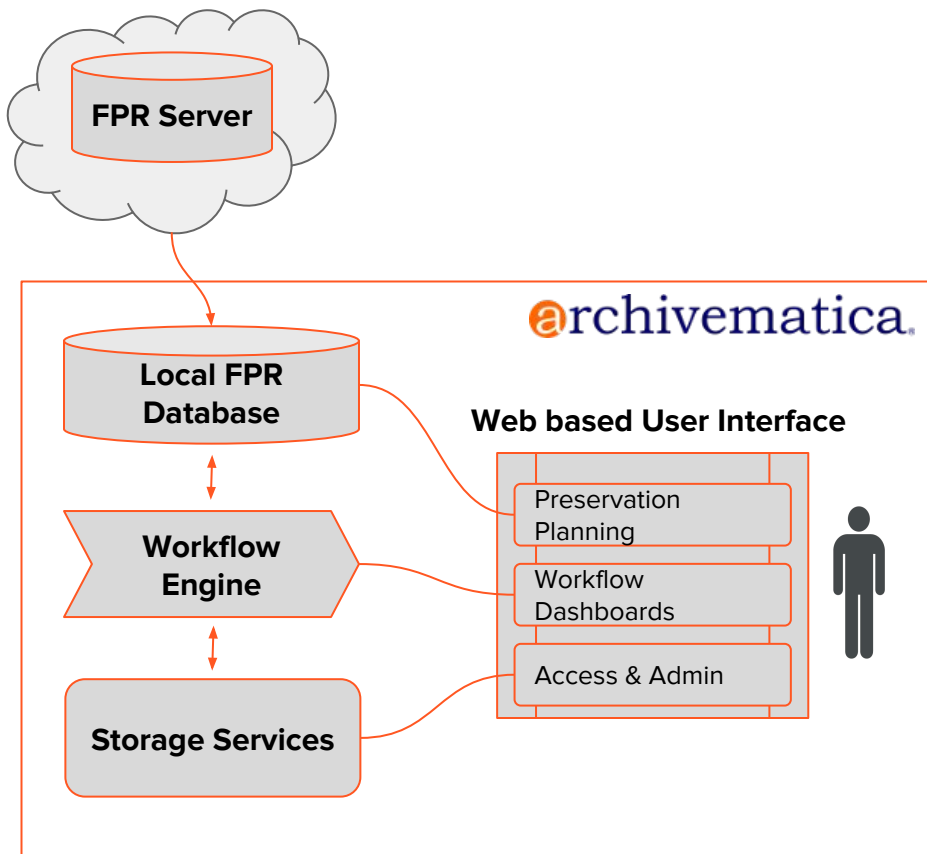 FPR Server
archivematica®
Local FPR
Database
Web based User Interface
Preservation
Planning
Workflow
Engine
Workflow
Dashboards
Access & Admin
Storage Services